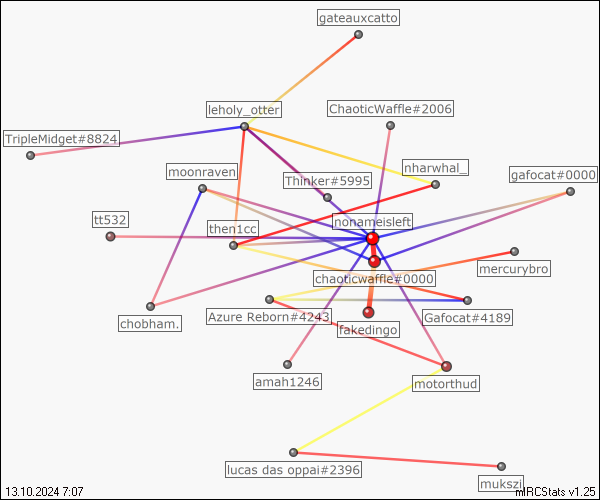 gateauxcatto
leholy_otter
ChaoticWaffle#2006
TripleMidget#8824
nharwhal_
moonraven
Thinker#5995
gafocat#0000
tt532
nonameisleft
then1cc
chaoticwaffle#0000
mercurybro
Azure Reborn#4243
Gafocat#4189
chobham.
fakedingo
amah1246
motorthud
lucas das oppai#2396
mukszi
13.10.2024 7:07
mIRCStats v1.25